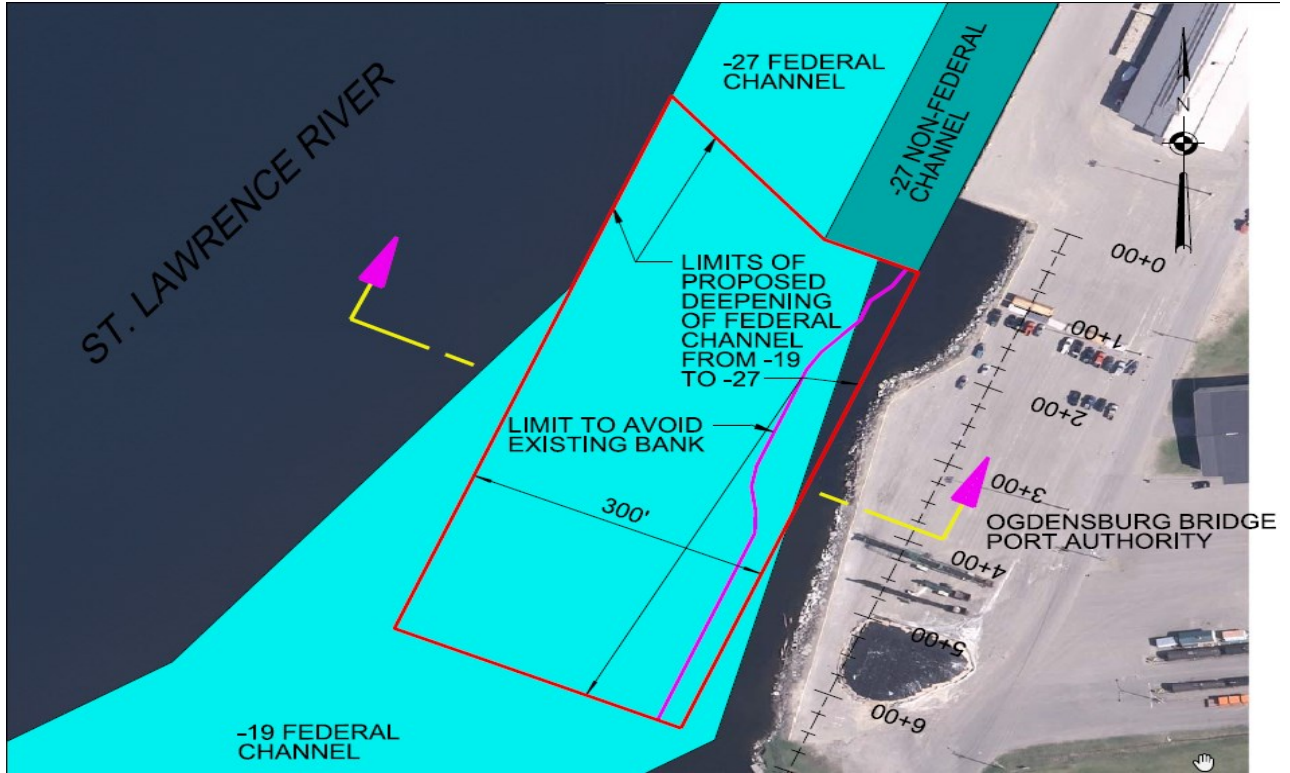 -27 FEDERAL
CHANNEL
-27 NON-FEDERAL
CHANNEL
N
ST. LAWRENCE RIVER
0+00
LIMITS OF
PROPOSED
DEEPENING
OF FEDERAL
CHANNEL
FROM -19
TO -27
1+00
2+00
LIMIT TO AVOID
EXISTING BANK
3+00
300'
OGDENSBURG BRIDGE
PORT AUTHORITY
4+00
5+00
6+00
-19 FEDERAL
CHANNEL